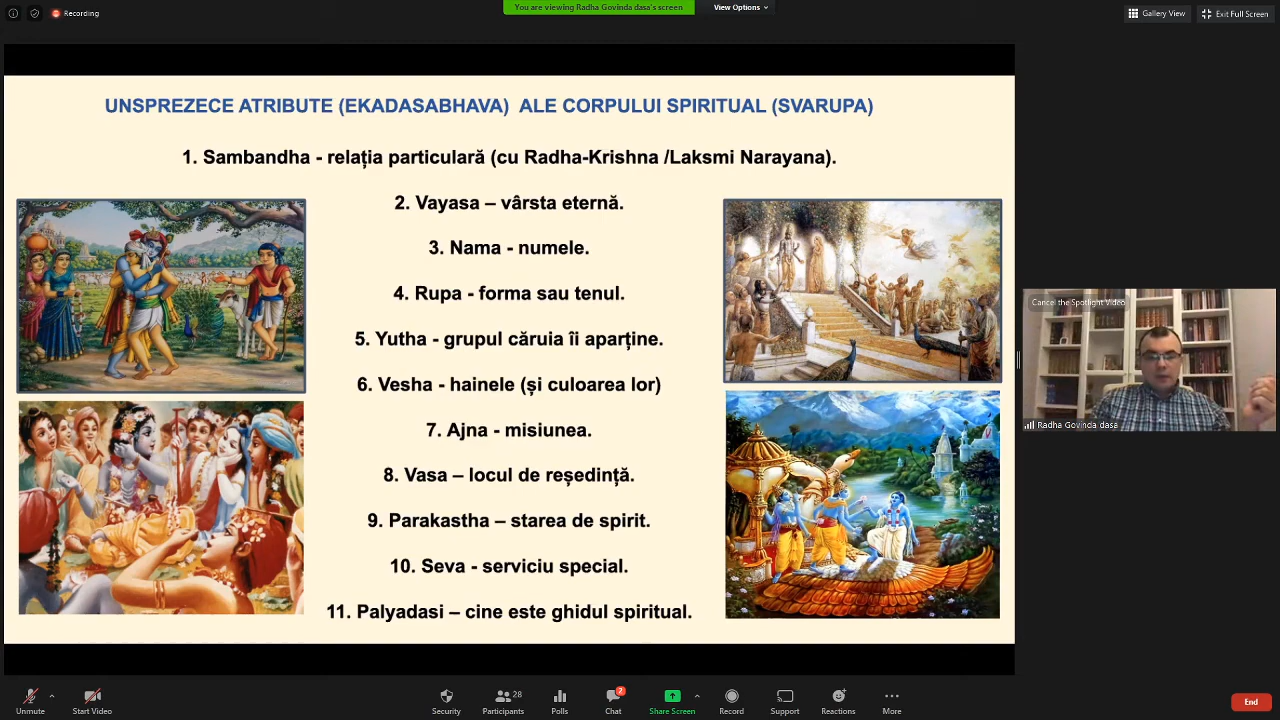 Recording
You are viewing Radha Govinda dasa's screen
View Options
Gallery View
Exit Full Screen
UNSPREZECE ATRIBUTE (EKADASABHAVA) ALE CORPULUI SPIRITUAL (SVARUPA)
1. Sambandha - relația particulară (cu Radha-Krishna /Laksmi Narayana).
2. Vayasa – vârsta eternă.
3. Nama - numele.
4. Rupa - forma sau tenul.
5. Yutha - grupul căruia îi aparține.
6. Vesha - hainele (și culoarea lor)
7. Ajna - misiunea.
8. Vasa – locul de reședință.
9. Parakastha – starea de spirit.
10. Seva - serviciu special.
11. Palyadasi – cine este ghidul spiritual.
Cancel the Spotlight Video
Radha Govinda dasa
Unmute
Start Video
Security
Participants
28
Polls
Chat
2
Share Screen
Record
Support
Reactions
More
End